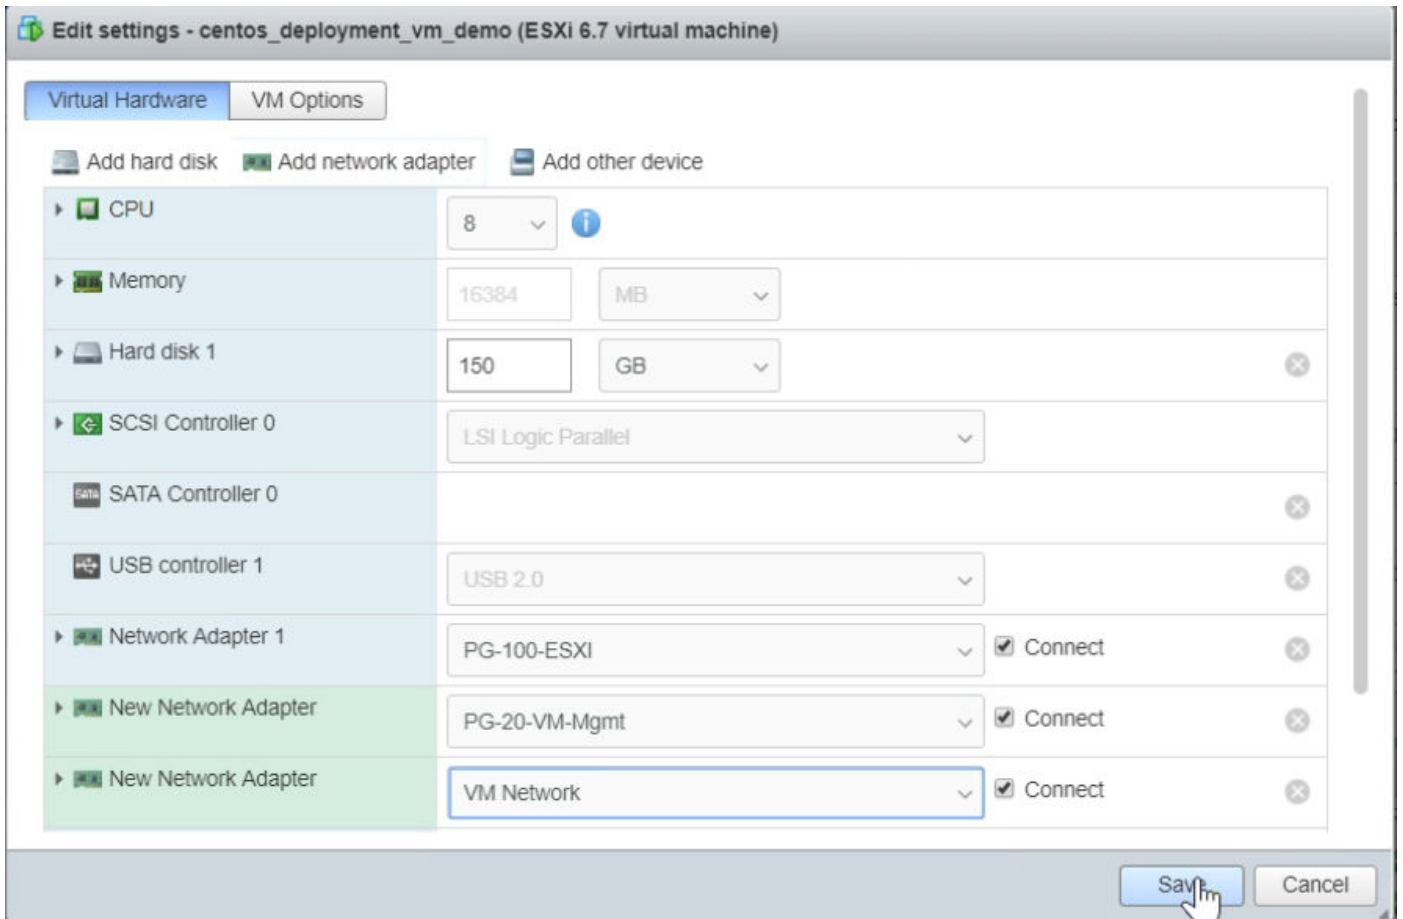 Edit settings - centos_deployment_vm_demo (ESXi 6.7 virtual machine)
Virtual Hardware VM Options
Add hard disk Add network adapter Add other device
CPU 8
Memory 16384 MB
Hard disk 1 150 GB
SCSI Controller 0 LSI Logic Parallel
SATA SATA Controller 0
USB controller 1 USB 2.0
Network Adapter 1 PG-100-ESXI Connect
New Network Adapter PG-20-VM-Mgmt Connect
New Network Adapter VM Network Connect
Save Cancel